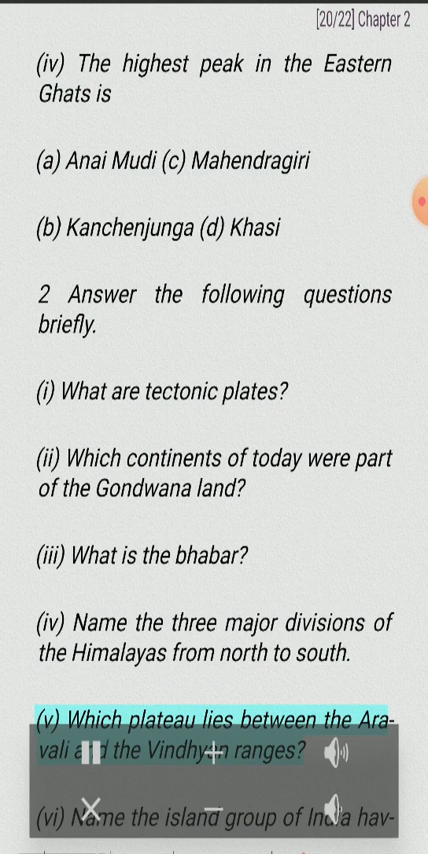 [20/22] Chapter 2
(iv) The highest peak in the Eastern
Ghats is
(a) Anai Mudi (c) Mahendragiri
(b) Kanchenjunga (d) Khasi
2 Answer the following questions
briefly.
(i) What are tectonic plates?
(ii) Which continents of today were part
of the Gondwana land?
(iii) What is the bhabar?
(iv) Name the three major divisions of
the Himalayas from north to south.
(v) Which plateau lies between the Ara-
vali and the Vindhyan ranges?
(vi) Name the island group of India hav-